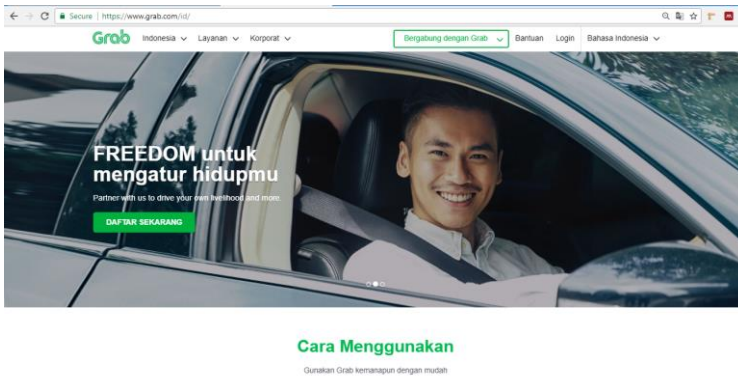 Secure | https://www.grab.com/id/
Grab Indonesia Layanan Korporat Bergabung dengan Grab Bantuan Login Bahasa Indonesia
FREEDOM untuk
mengatur hidupmu
Partner with us to drive your own livelihood and more.
DAFTAR SEKARANG
Cara Menggunakan
Gunakan Grab kemanapun dengan mudah